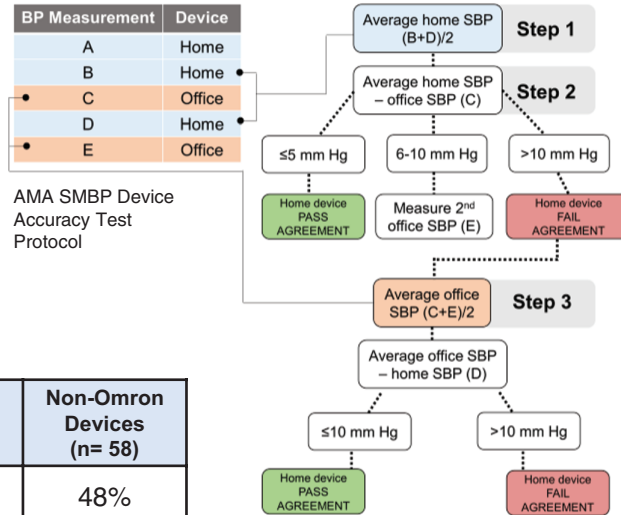 BP Measurement Device
A Home
B Home
C Office
D Home
E Office
AMA SMBP Device
Accuracy Test
Protocol
Average home SBP
(B+D)/2
Step 1
Average home SBP
– office SBP (C)
Step 2
≤5 mm Hg
6-10 mm Hg
>10 mm Hg
Home device
PASS
AGREEMENT
Measure 2nd
office SBP (E)
Home device
FAIL
AGREEMENT
Average office
SBP (C+E)/2
Step 3
Average office SBP
– home SBP (D)
≤10 mm Hg
>10 mm Hg
Home device
PASS
AGREEMENT
Home device
FAIL
AGREEMENT
Non-Omron
Devices
(n= 58)
48%